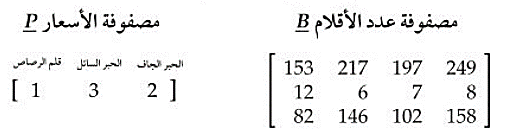 مصفوفة عدد الأقلام B
153 217 197 249
12 6 7 8
82 146 102 158
مصفوفة الأسعار P
الحبر الجاف الحبر السائل قلم الرصاص
[ 1 3 2 ]